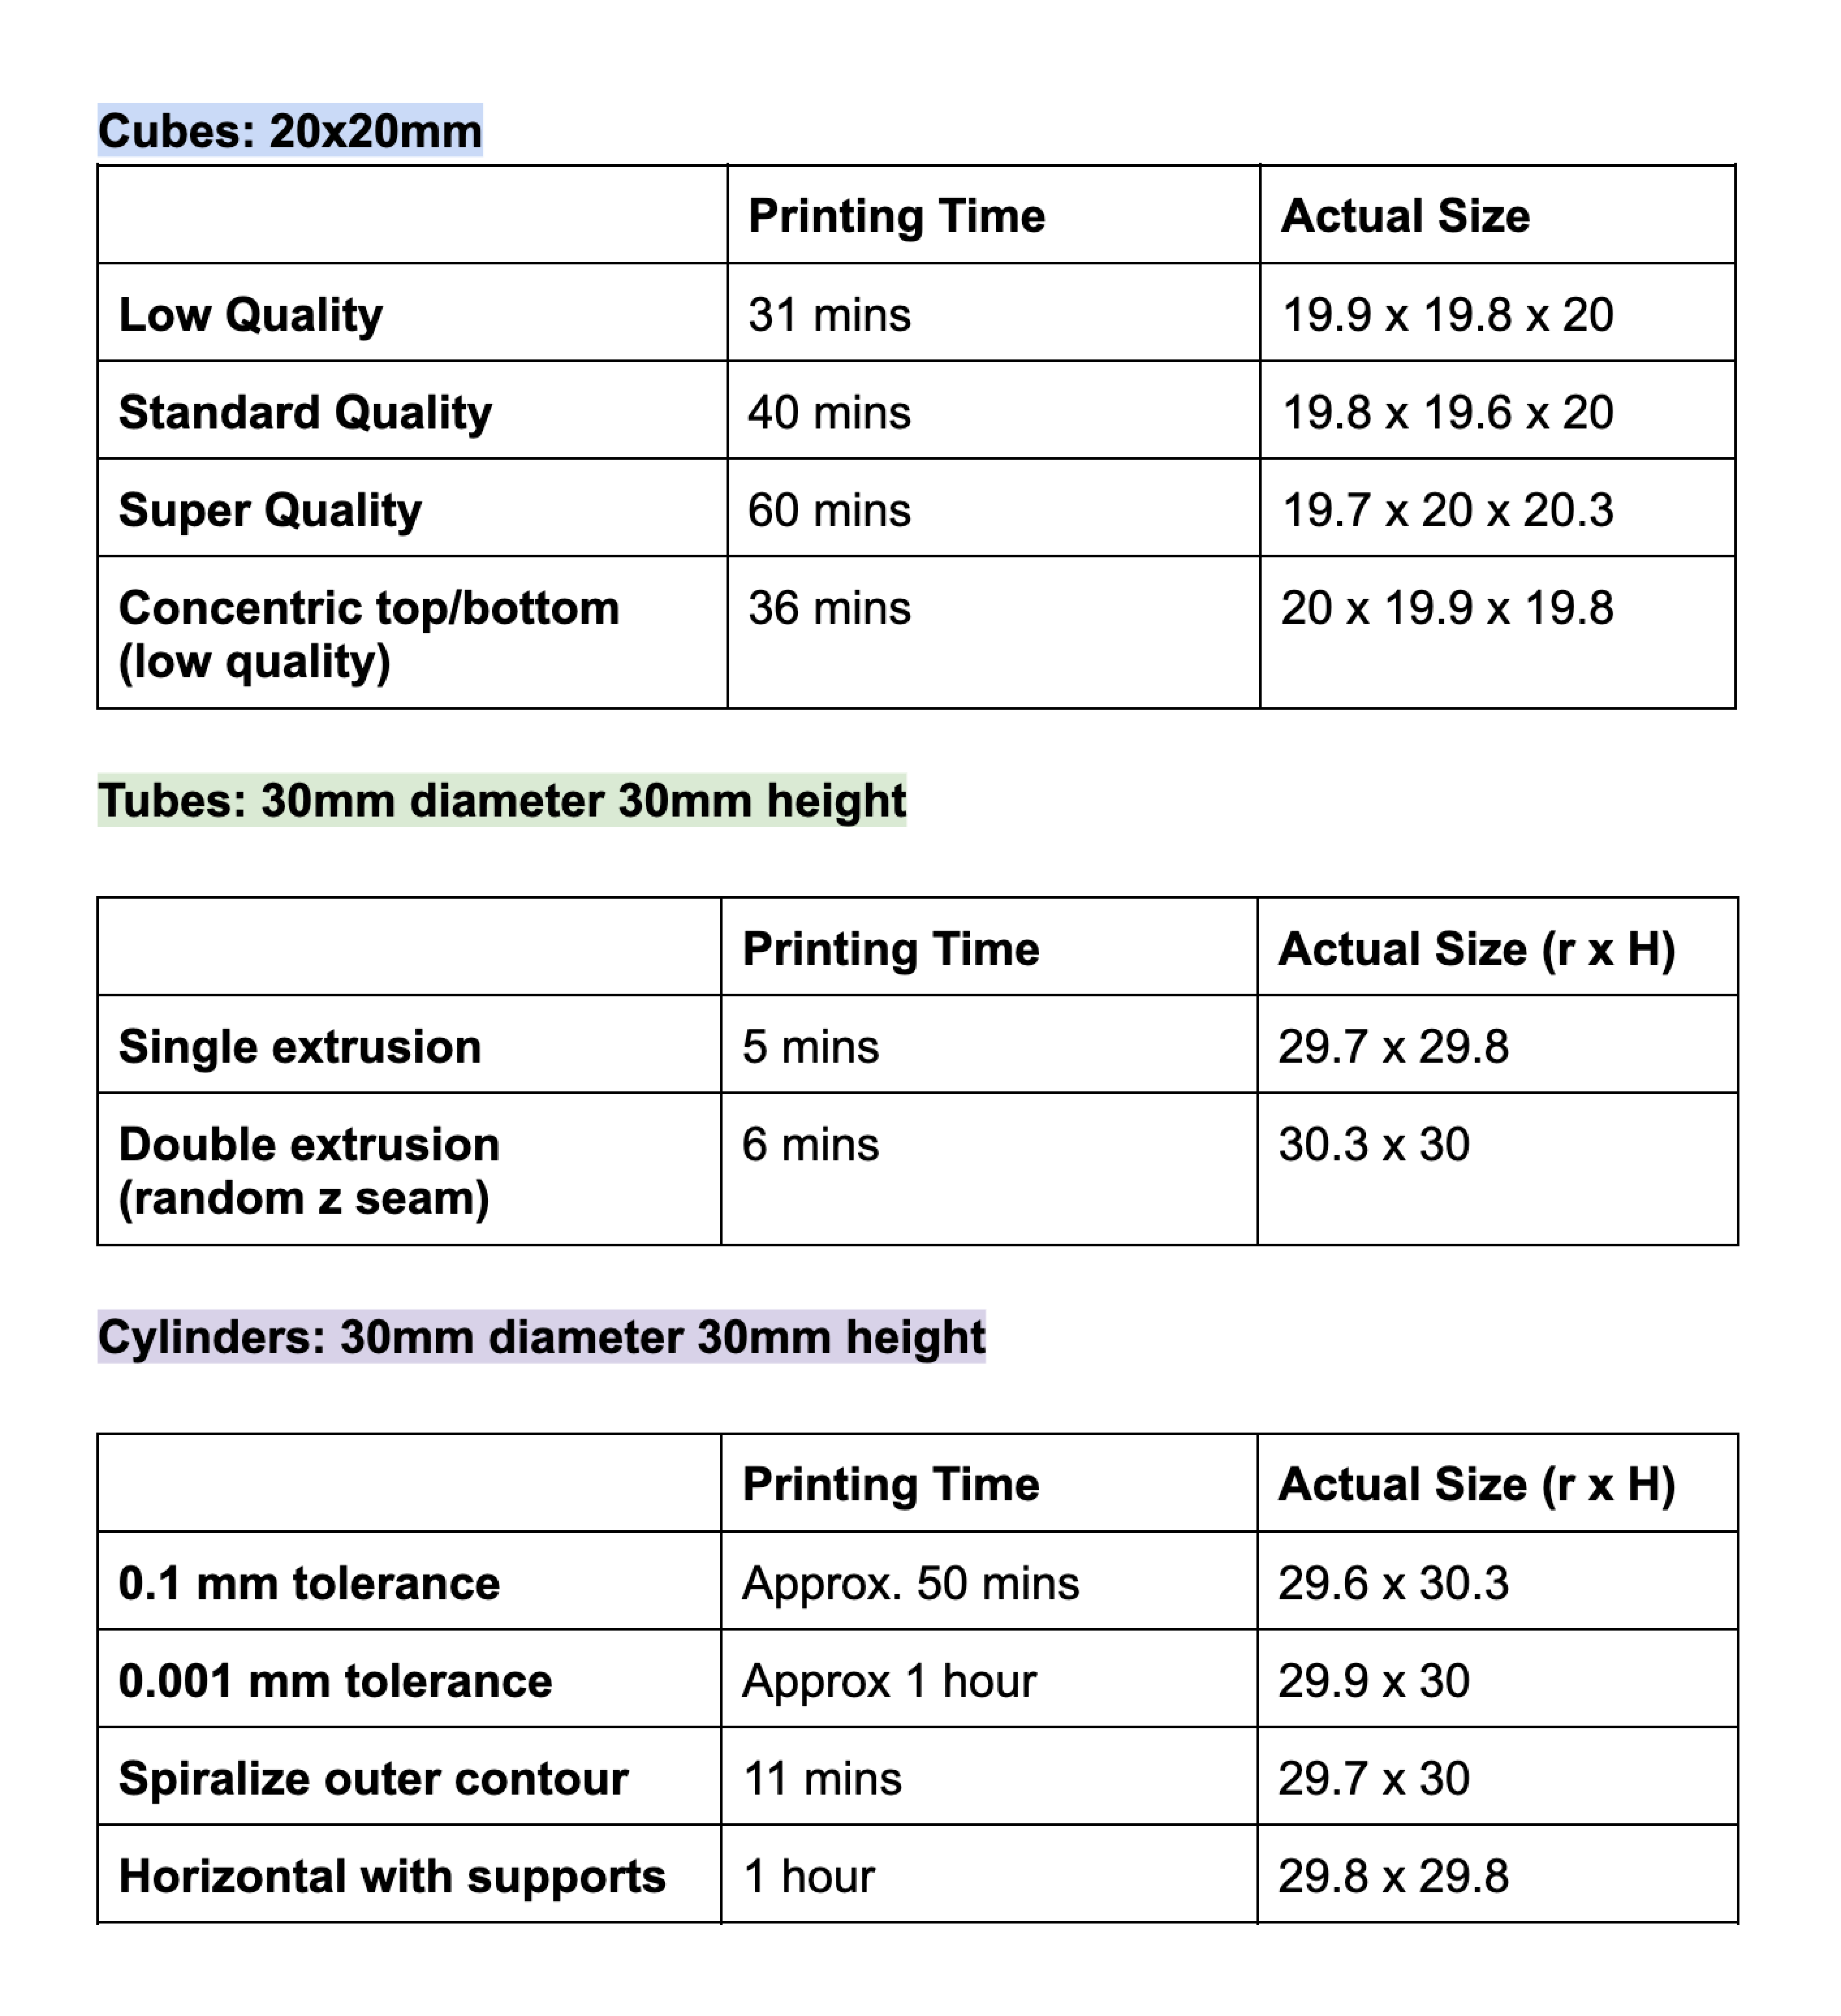 Cubes: 20x20mm
Printing Time Actual Size
Low Quality 31 mins 19.9 x 19.8 x 20
Standard Quality 40 mins 19.8 x 19.6 x 20
Super Quality 60 mins 19.7 x 20 x 20.3
Concentric top/bottom 36 mins 20 x 19.9 x 19.8
(low quality)
Tubes: 30mm diameter 30mm height
Printing Time Actual Size (r x H)
Single extrusion 5 mins 29.7 x 29.8
Double extrusion 6 mins 30.3 x 30
(random z seam)
Cylinders: 30mm diameter 30mm height
Printing Time Actual Size (r x H)
0.1 mm tolerance Approx. 50 mins 29.6 x 30.3
0.001 mm tolerance Approx 1 hour 29.9 x 30
Spiralize outer contour 11 mins 29.7 x 30
Horizontal with supports 1 hour 29.8 x 29.8